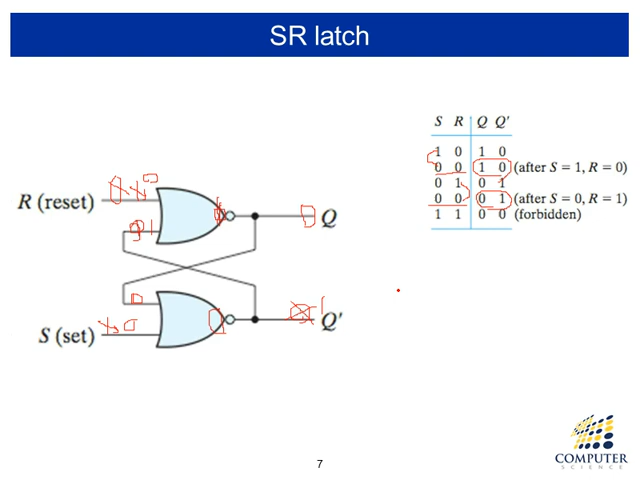 SR latch
R (reset)
Q
S (set)
Q'
S R Q Q'
1 0 1 0
0 0 1 0 (after S = 1, R = 0)
0 1 0 1
0 0 0 1 (after S = 0, R = 1)
1 1 0 0 (forbidden)
7
COMPUTER
SCIENCE